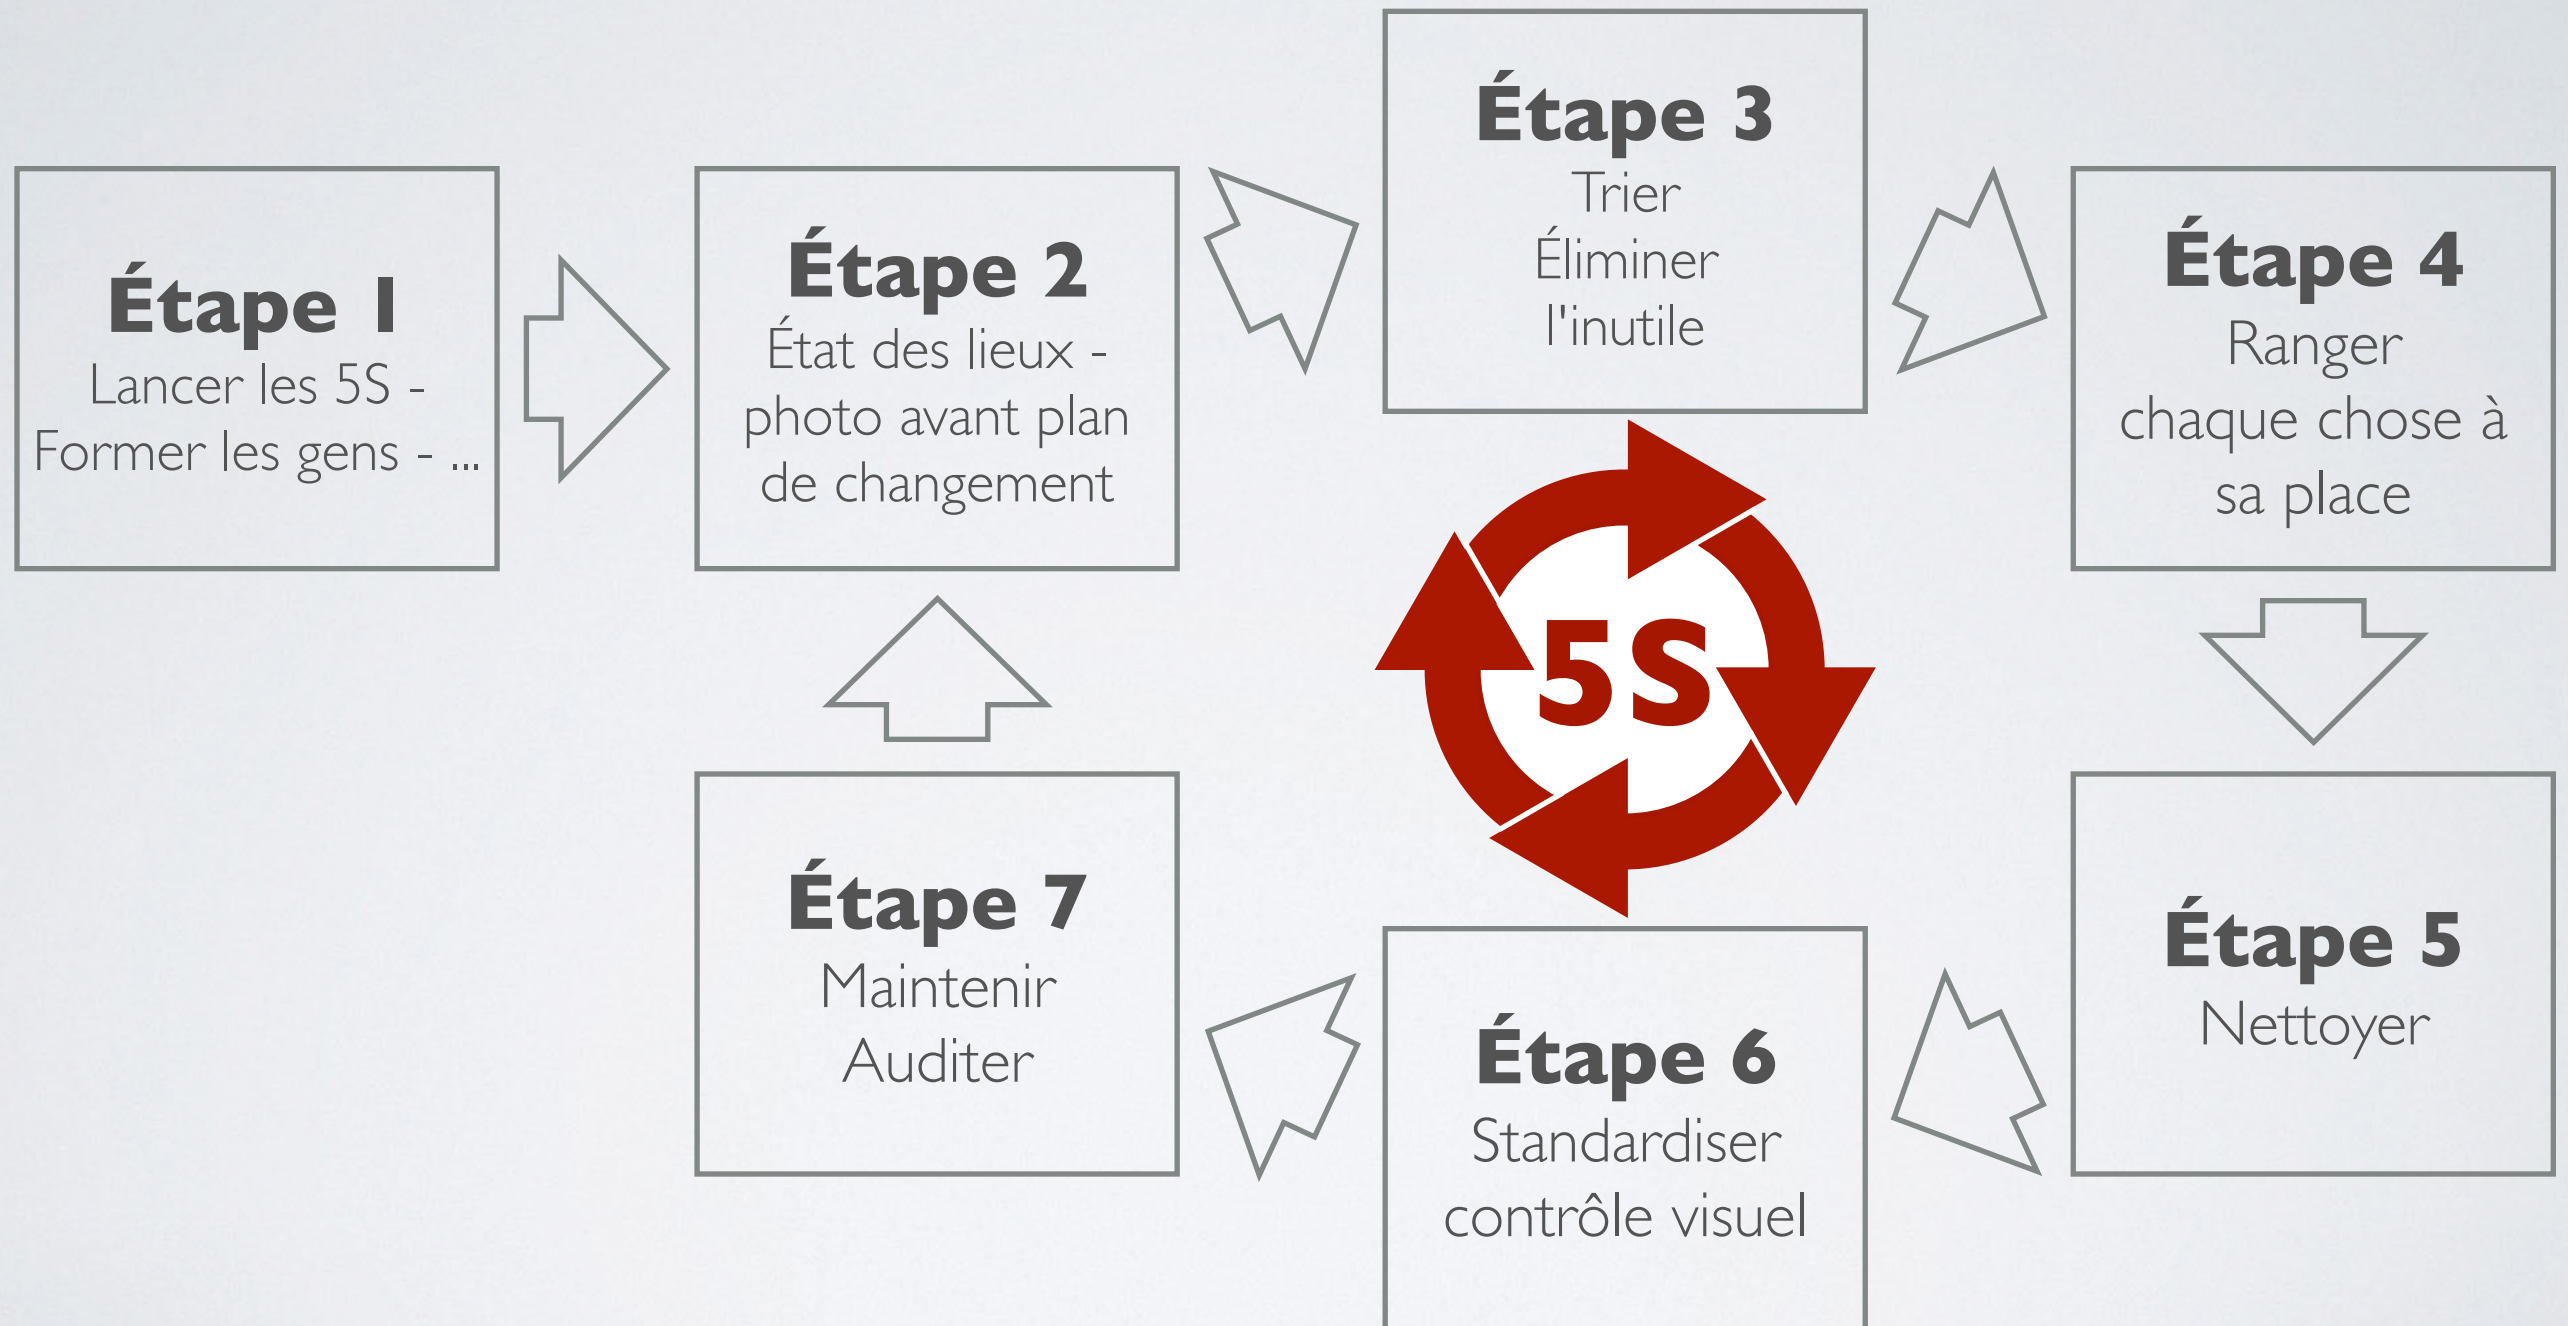 Étape 1
Lancer les 5S -
Former les gens - ...
Étape 2
État des lieux -
photo avant plan
de changement
Étape 3
Trier
Éliminer
l'inutile
Étape 4
Ranger
chaque chose à
sa place
5S
Étape 5
Nettoyer
Étape 6
Standardiser
contrôle visuel
Étape 7
Maintenir
Auditer